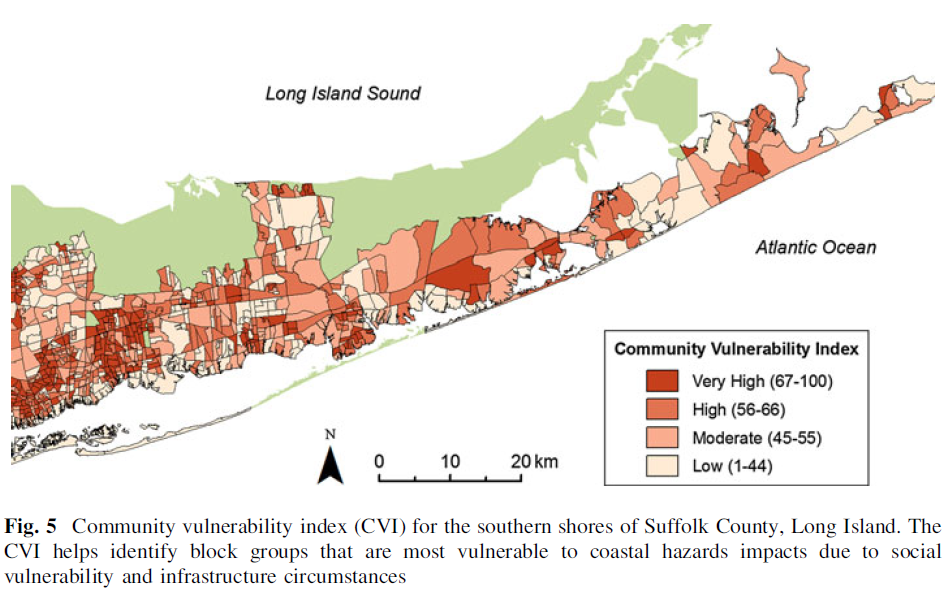 Long Island Sound
Atlantic Ocean
Community Vulnerability Index
Very High (67-100)
High (56-66)
Moderate (45-55)
Low (1-44)
N
0 10 20 km
Fig. 5 Community vulnerability index (CVI) for the southern shores of Suffolk County, Long Island. The
CVI helps identify block groups that are most vulnerable to coastal hazards impacts due to social
vulnerability and infrastructure circumstances